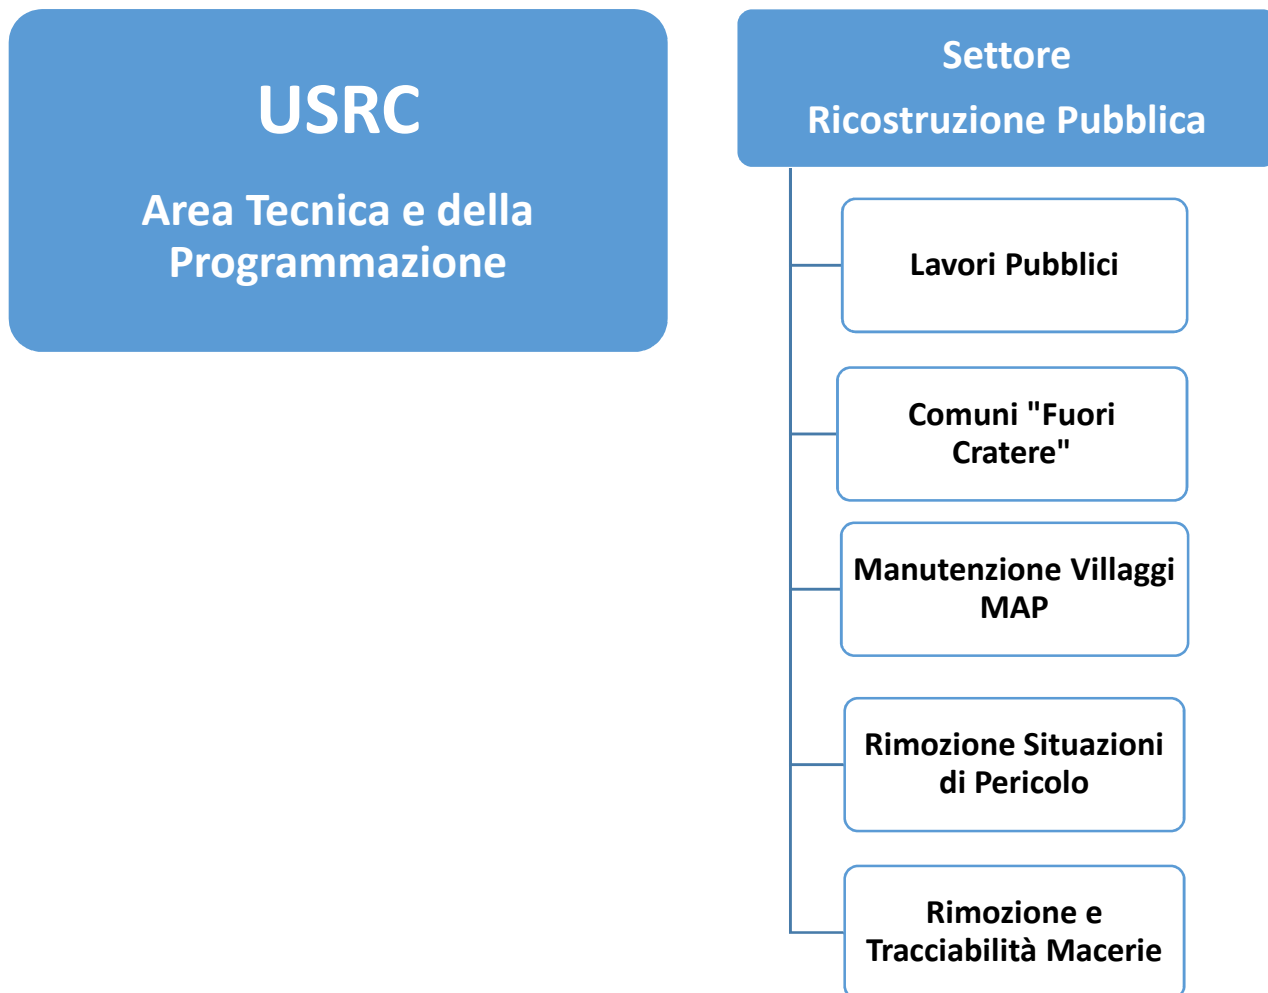 USRC
Area Tecnica e della
Programmazione
Settore
Ricostruzione Pubblica
Lavori Pubblici
Comuni "Fuori
Cratere"
Manutenzione Villaggi
MAP
Rimozione Situazioni
di Pericolo
Rimozione e
Tracciabilità Macerie